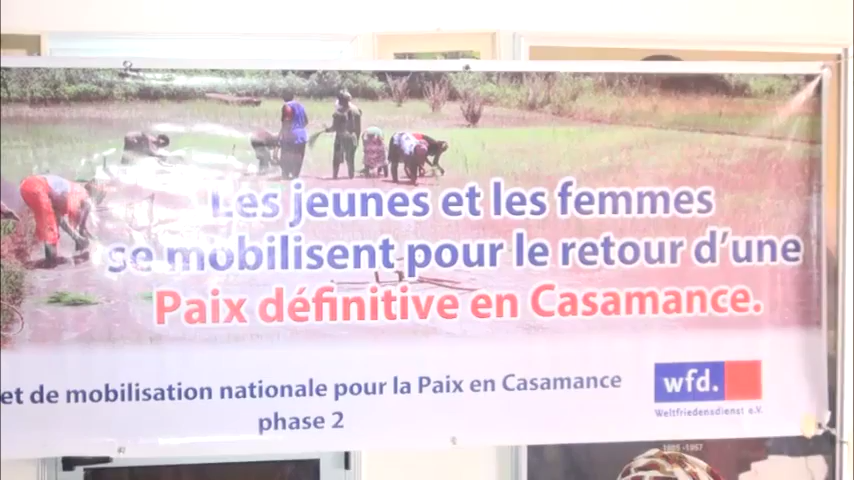 Les jeunes et les femmes
se mobilisent pour le retour d'une
Paix définitive en Casamance.
et de mobilisation nationale pour la Paix en Casamance
phase 2
wfd.
Weltfriedensdienst e.V.